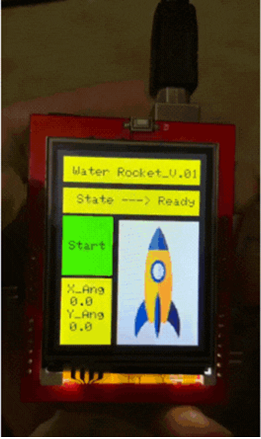 Water Rocket_V.01
State ---> Ready
Start
X_Ang
0.0
Y_Ang
0.0